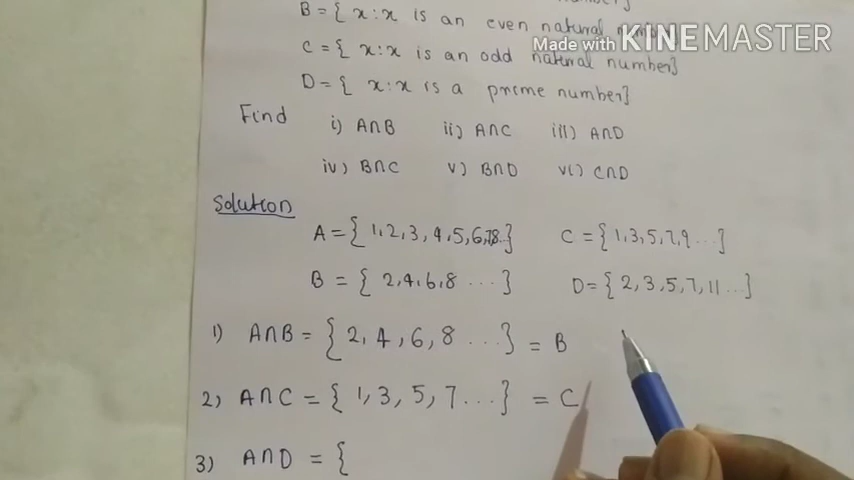 B = { x : x is an even natural
Made with KINEMASTER
C = { x : x is an odd natural number}
D = { x : x is a prime number}
Find i) A∩B ii) A∩C iii) A∩D
iv) B∩C v) B∩D vi) C∩D
Solution
A = { 1, 2, 3, 4, 5, 6, 7, 8... } C = { 1, 3, 5, 7, 9 ... }
B = { 2, 4, 6, 8 ... } D = { 2, 3, 5, 7, 11 ... }
1) A∩B = { 2, 4, 6, 8 ... } = B
2) A∩C = { 1, 3, 5, 7 ... } = C
3) A∩D = {